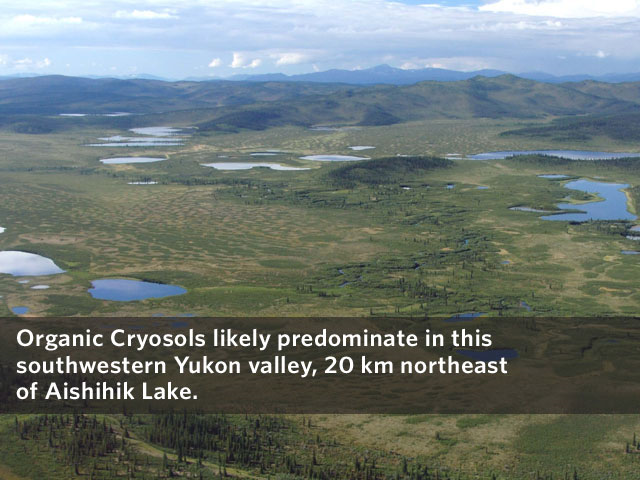 Organic Cryosols likely predominate in this
southwestern Yukon valley, 20 km northeast
of Aishihik Lake.